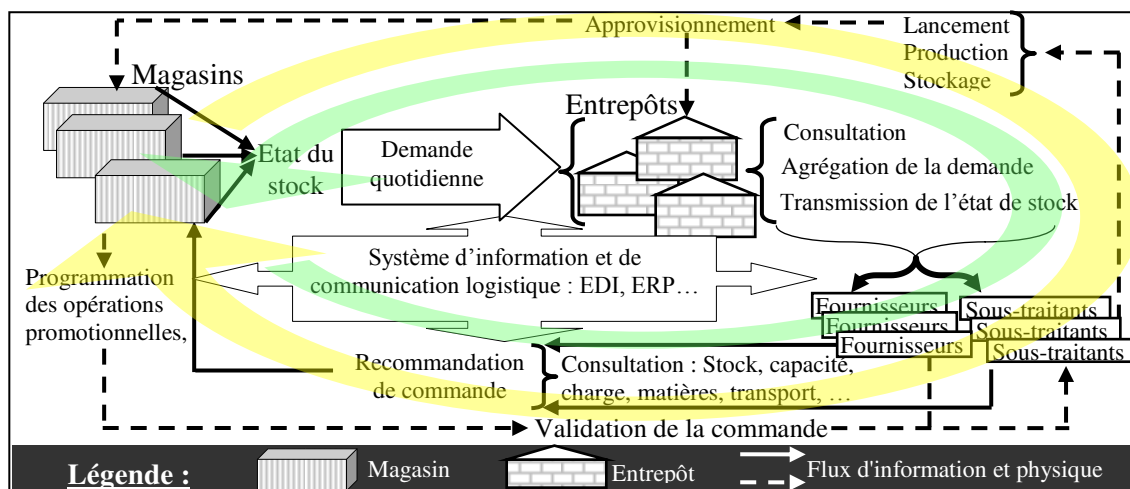 Approvisionnement
Lancement
Production
Stockage
Magasins
Entrepôts
Etat du
stock
Demande
quotidienne
Consultation
Agrégation de la demande
Transmission de l'état de stock
Système d'information et de
communication logistique : EDI, ERP…
Programmation
des opérations
promotionnelles,
Fournisseurs
Fournisseurs
Fournisseurs
Sous-traitants
Sous-traitants
Sous-traitants
Recommandation
de commande
Consultation : Stock, capacité,
charge, matières, transport, …
Validation de la commande
Légende :
Magasin
Entrepôt
Flux d'information et physique